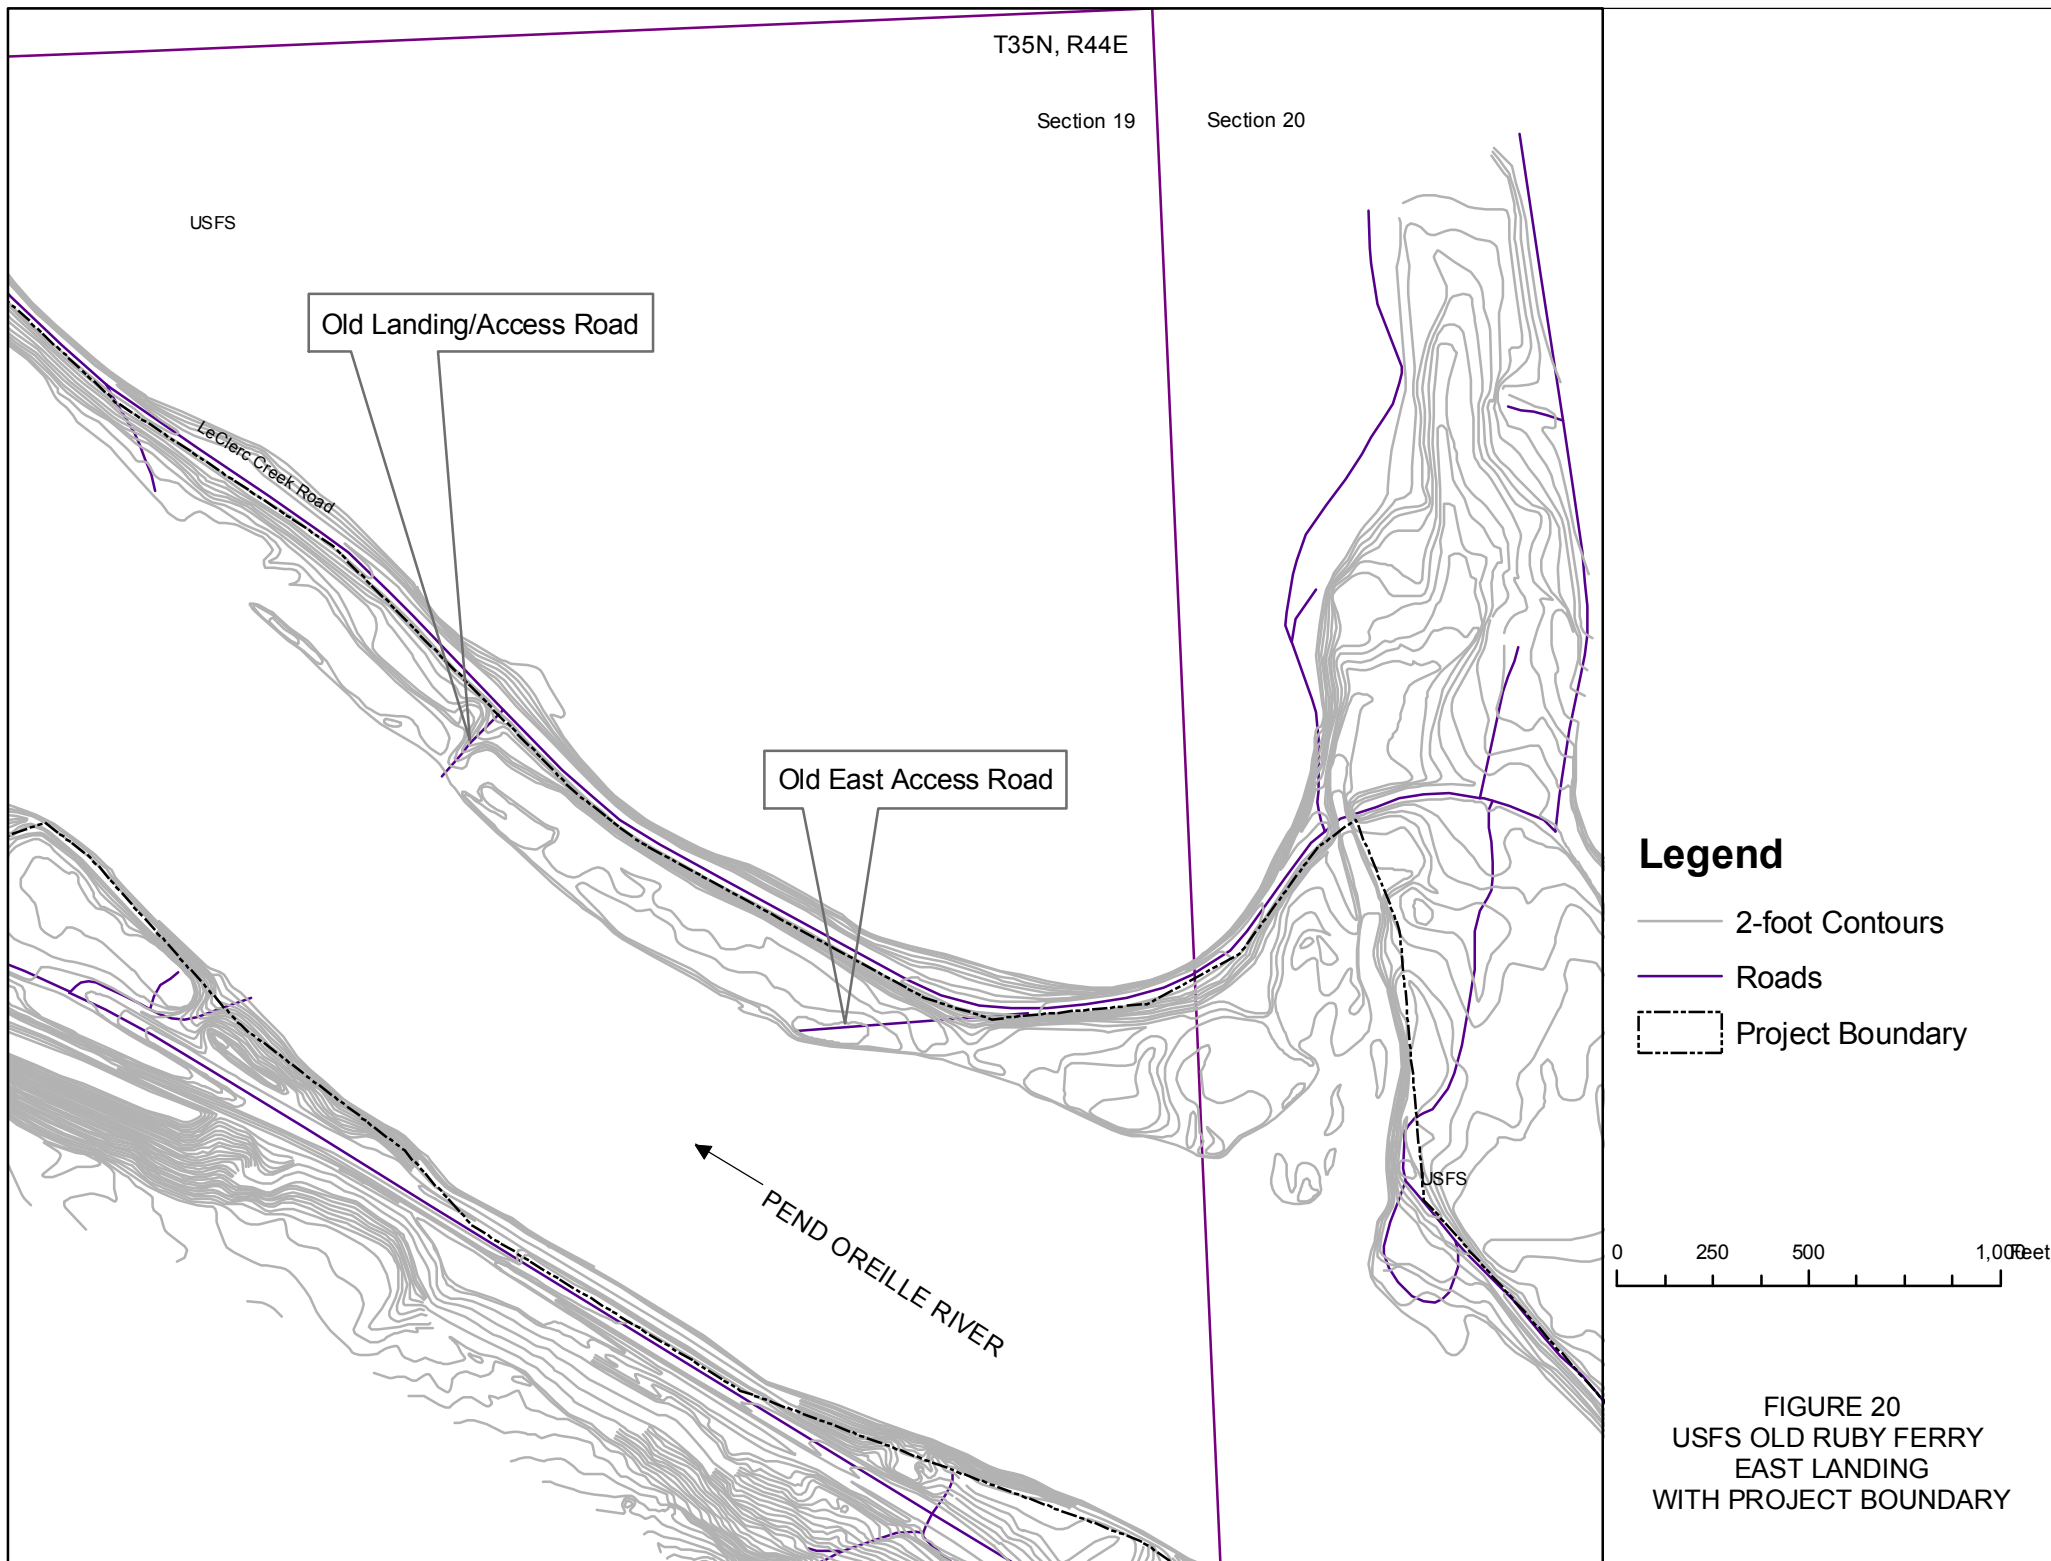 T35N, R44E
Section 19
Section 20
USFS
Old Landing/Access Road
LeClerc Creek Road
Old East Access Road
PEND OREILLE RIVER
USFS
Legend
2-foot Contours
Roads
Project Boundary
0 250 500 1,000 Feet
FIGURE 20
USFS OLD RUBY FERRY
EAST LANDING
WITH PROJECT BOUNDARY